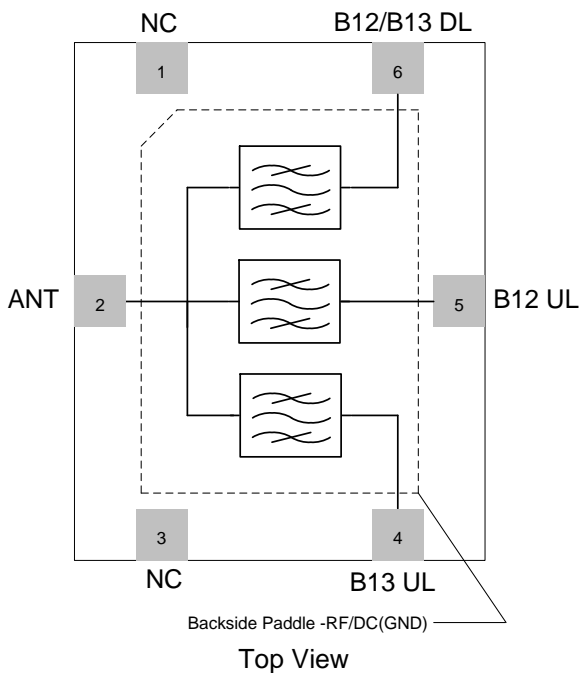 NC
B12/B13 DL
1
6
ANT
2
5
B12 UL
3
4
NC
B13 UL
Backside Paddle -RF/DC(GND)
Top View